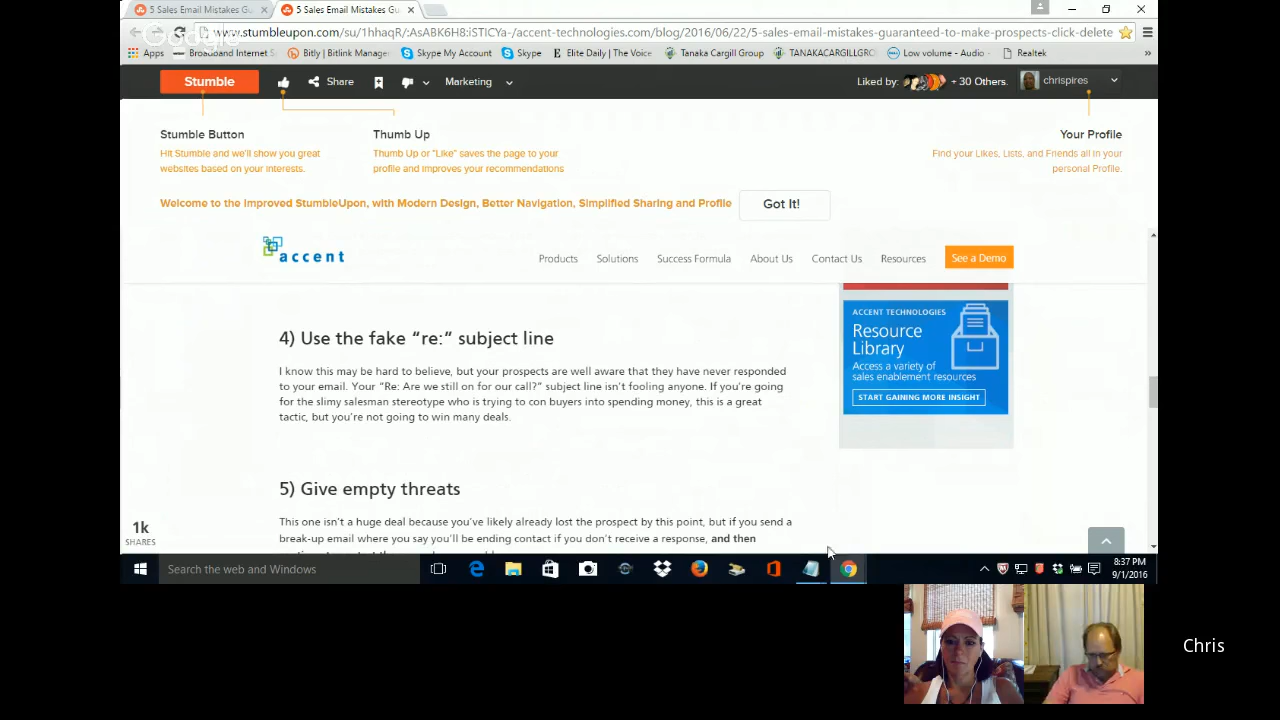 5 Sales Email Mistakes Gu
5 Sales Email Mistakes Gu
Google
www.stumbleupon.com/su/1hhaqR/:AsABK6H8:iSTICYa-/accent-technologies.com/blog/2016/06/22/5-sales-email-mistakes-guaranteed-to-make-prospects-click-delete
Apps Broadband Internet S Bitly | Bitlink Manager Skype My Account Skype Elite Daily | The Voice Tanaka Cargill Group TANAKACARGILLGRO Low volume - Audio Realtek »
Stumble Share Marketing Liked by: + 30 Others. chrispires
Stumble Button
Hit Stumble and we'll show you great
websites based on your interests.
Thumb Up
Thumb Up or "Like" saves the page to your
profile and improves your recommendations
Your Profile
Find your Likes, Lists, and Friends all in your
personal Profile.
Welcome to the Improved StumbleUpon, with Modern Design, Better Navigation, Simplified Sharing and Profile Got It!
accent Products Solutions Success Formula About Us Contact Us Resources See a Demo
4) Use the fake “re:” subject line
I know this may be hard to believe, but your prospects are well aware that they have never responded
to your email. Your “Re: Are we still on for our call?” subject line isn’t fooling anyone. If you’re going
for the slimy salesman stereotype who is trying to con buyers into spending money, this is a great
tactic, but you’re not going to win many deals.
ACCENT TECHNOLOGIES
Resource
Library
Access a variety of
sales enablement resources
START GAINING MORE INSIGHT
5) Give empty threats
This one isn’t a huge deal because you’ve likely already lost the prospect by this point, but if you send a
break-up email where you say you’ll be ending contact if you don’t receive a response, and then
1k
SHARES
Search the web and Windows
8:37 PM
9/1/2016
Chris